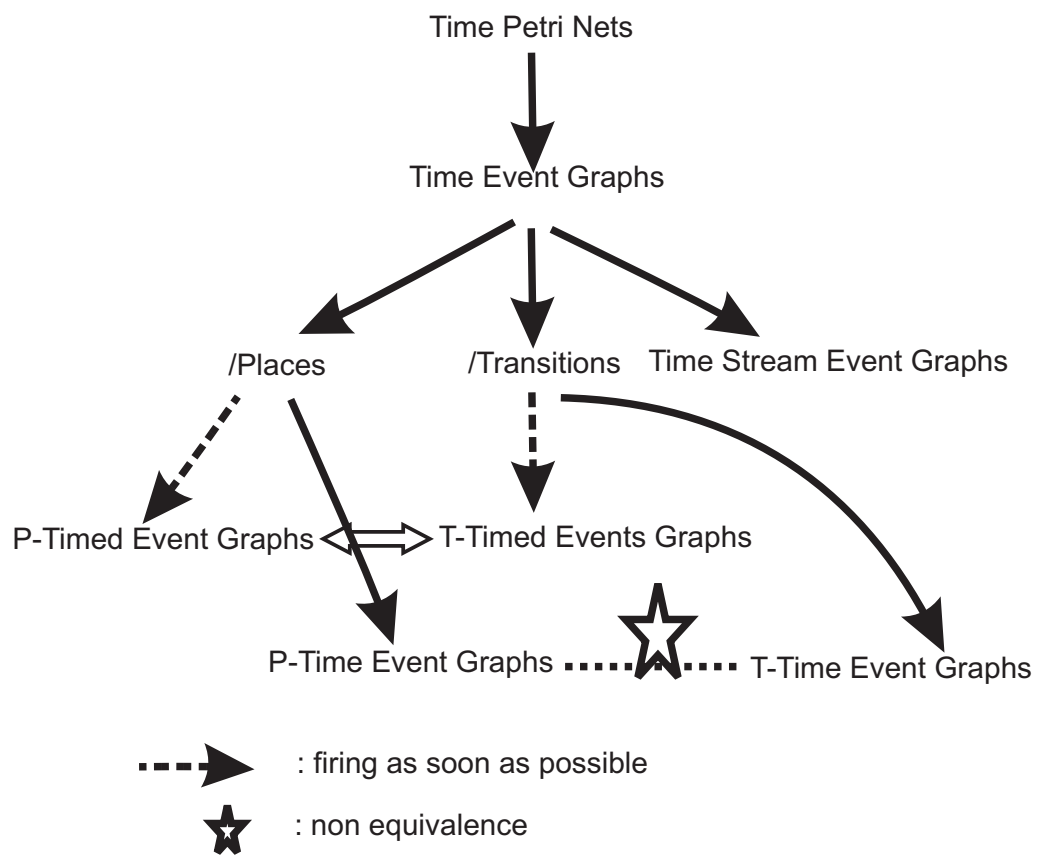 Time Petri Nets
Time Event Graphs
/Places
/Transitions
Time Stream Event Graphs
P-Timed Event Graphs
T-Timed Events Graphs
P-Time Event Graphs
T-Time Event Graphs
: firing as soon as possible
: non equivalence